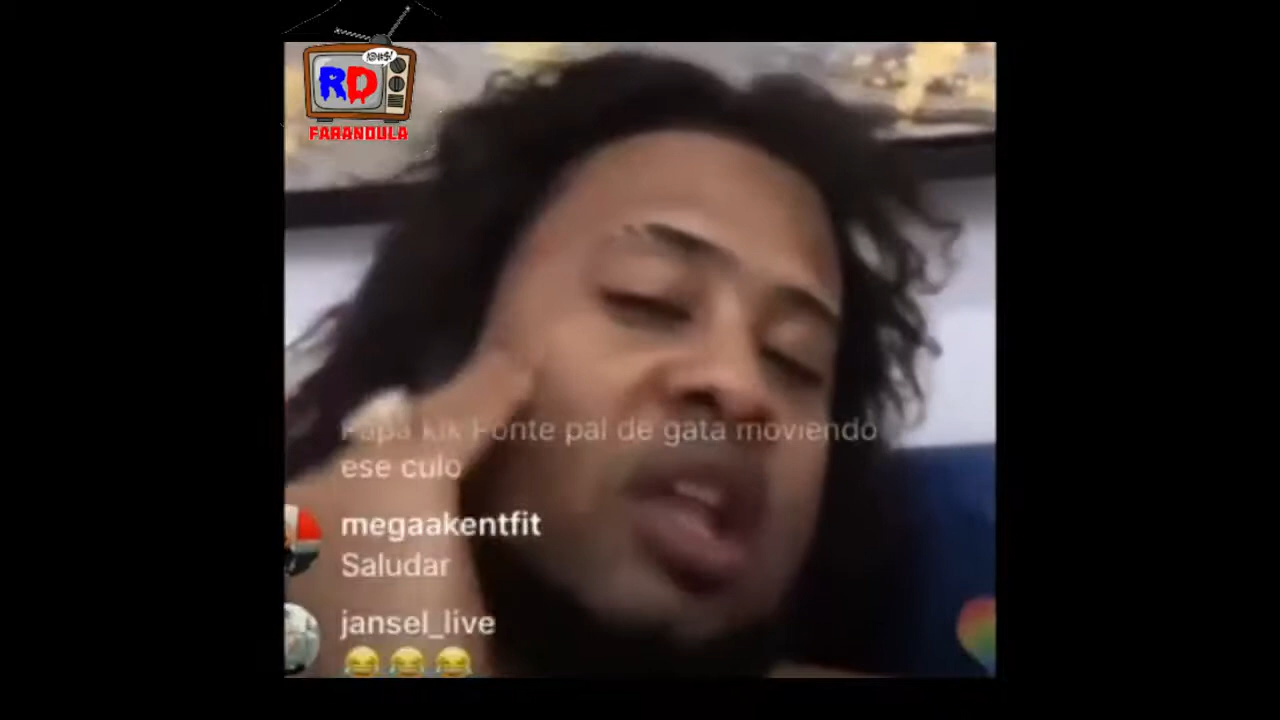 @#$!
RD
FARANDULA
Papa kik Ponte pal de gata moviendo
ese culo
megaakentfit
Saludar
jansel_live
😂😂😂